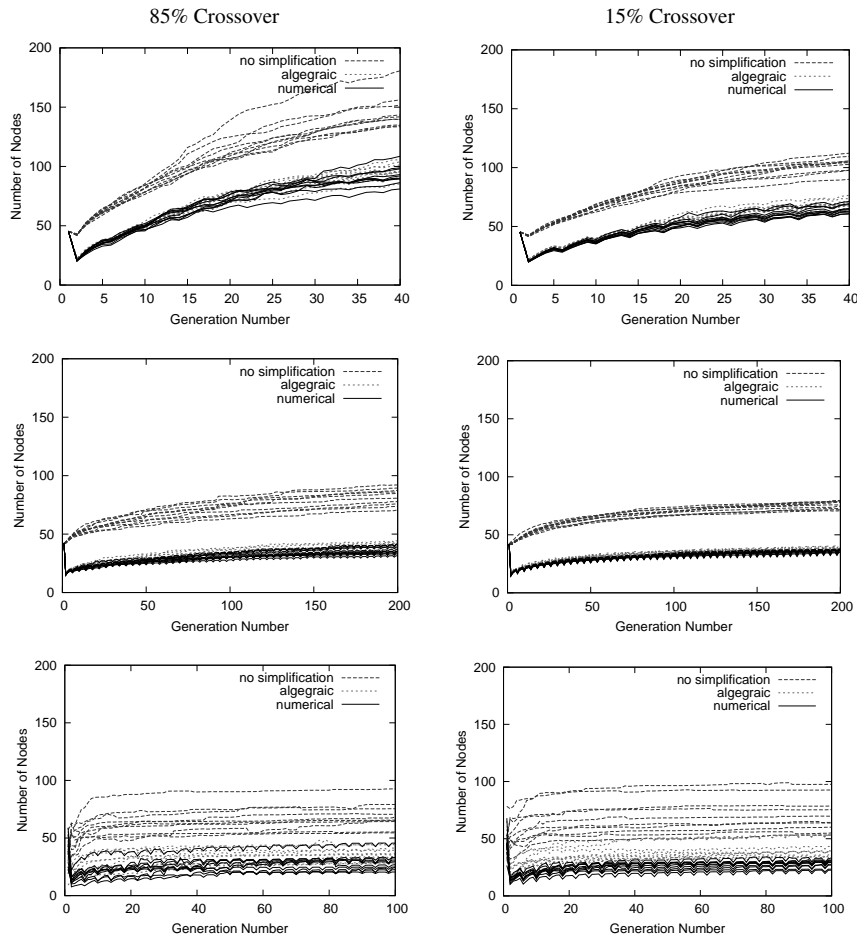 85% Crossover
15% Crossover
200
150
100
50
0
Number of Nodes
no simplification
algegraic
numerical
0 5 10 15 20 25 30 35 40
Generation Number
200
150
100
50
0
Number of Nodes
no simplification
algegraic
numerical
0 5 10 15 20 25 30 35 40
Generation Number
200
150
100
50
0
Number of Nodes
no simplification
algegraic
numerical
0 50 100 150 200
Generation Number
200
150
100
50
0
Number of Nodes
no simplification
algegraic
numerical
0 50 100 150 200
Generation Number
200
150
100
50
0
Number of Nodes
no simplification
algegraic
numerical
0 20 40 60 80 100
Generation Number
200
150
100
50
0
Number of Nodes
no simplification
algegraic
numerical
0 20 40 60 80 100
Generation Number